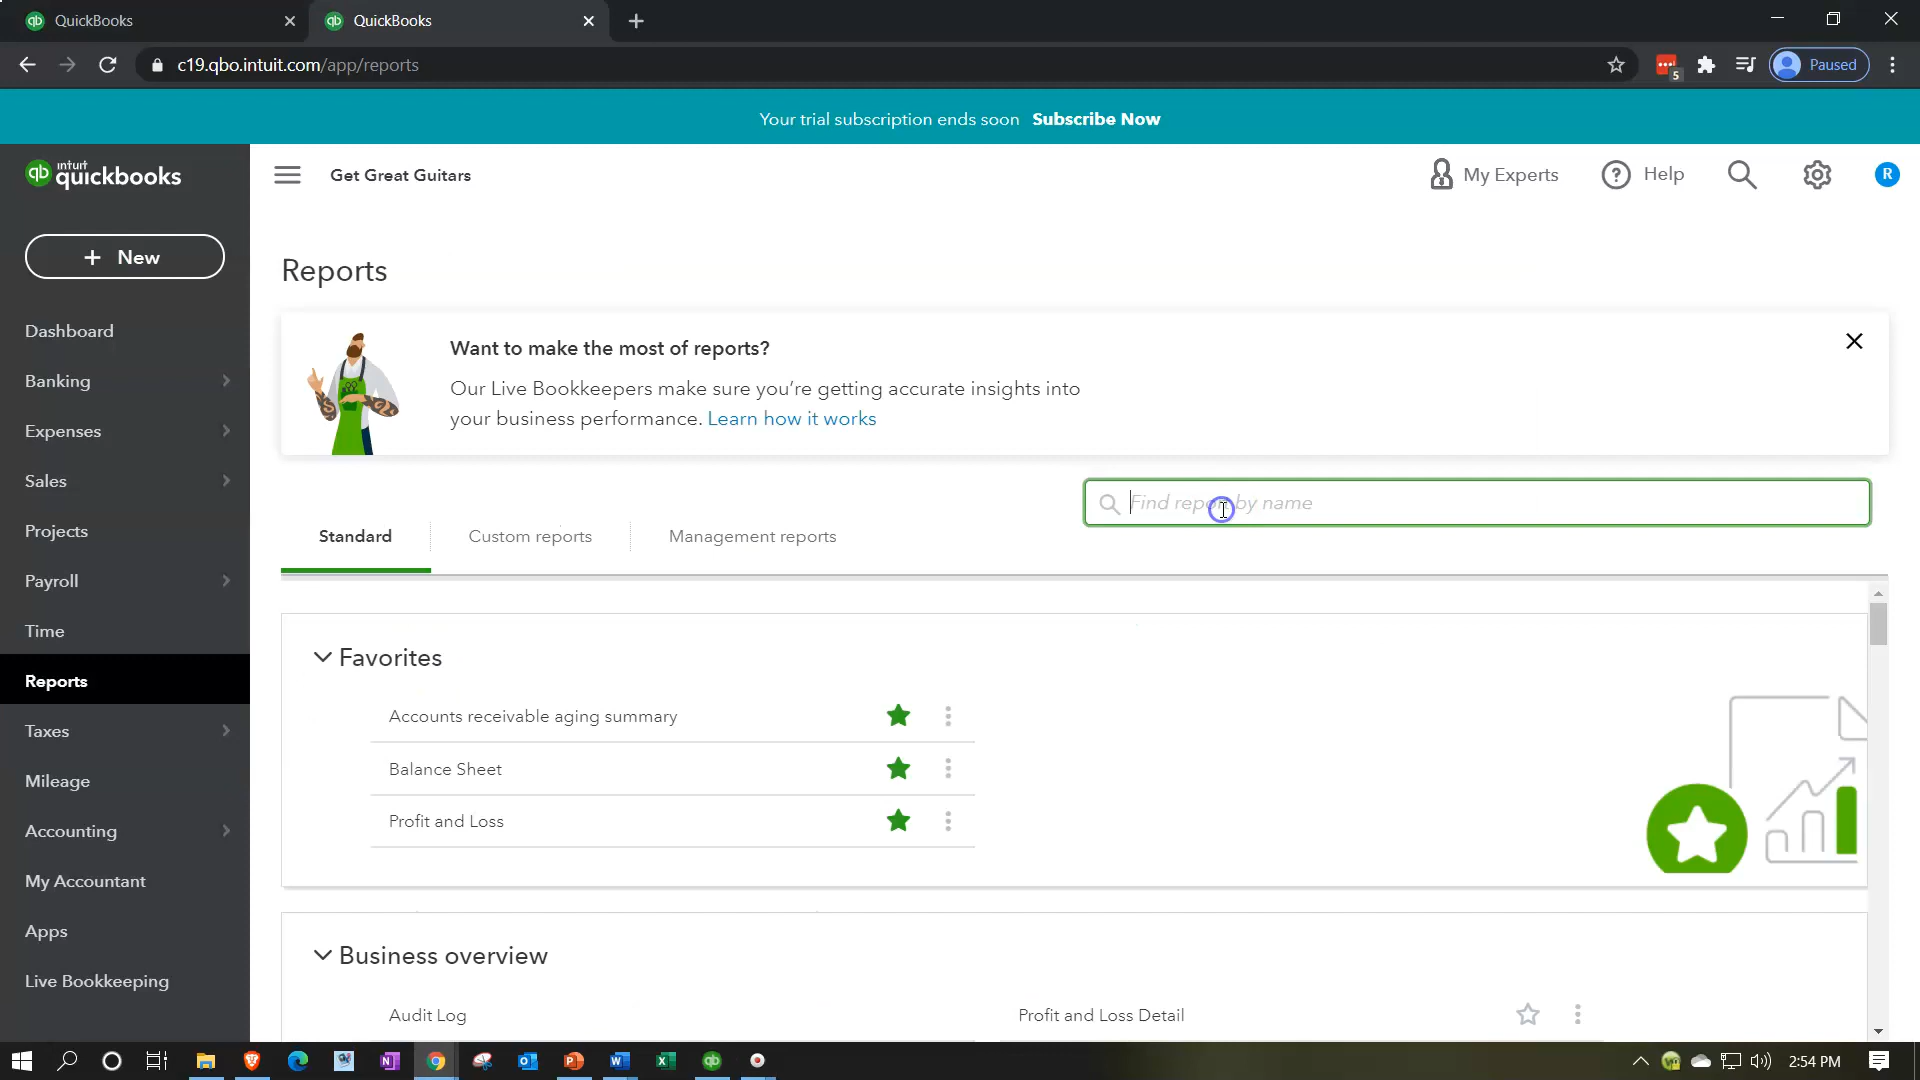 QuickBooks
QuickBooks
c19.qbo.intuit.com/app/reports
5
Paused
Your trial subscription ends soon Subscribe Now
qb intuit quickbooks
Get Great Guitars
My Experts
? Help
R
+ New
Reports
Dashboard
Want to make the most of reports?
Banking
Our Live Bookkeepers make sure you're getting accurate insights into
your business performance. Learn how it works
Expenses
Sales
Find report by name
Projects
Standard
Custom reports
Management reports
Payroll
Time
Favorites
Reports
Accounts receivable aging summary
Taxes
Balance Sheet
Mileage
Profit and Loss
Accounting
My Accountant
Apps
Business overview
Live Bookkeeping
Audit Log
Profit and Loss Detail
2:54 PM